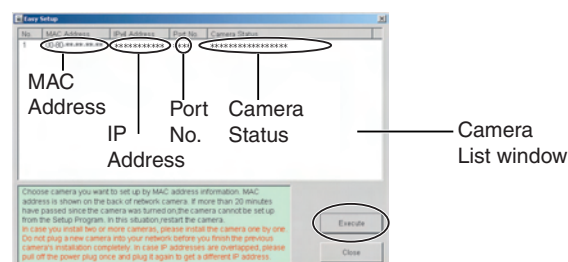 Easy Setup
No. MAC Address IPv4 Address Port No. Camera Status
1 00-80-**-**-**-** *********** *** *****************
MAC
Address
IP
Address
Port
No.
Camera
Status
Camera
List window
Choose camera you want to set up by MAC address information. MAC
address is shown on the back of network camera. If more than 20 minutes
have passed since the camera was turned on,the camera cannot be set up
from the Setup Program. In this situation,restart the camera.
In case you install two or more cameras, please install the camera one by one.
Do not plug a new camera into your network before you finish the previous
camera's installation completely. In case IP addresses are overlapped, please
pull off the power plug once and plug it again to get a different IP address.
Execute
Close